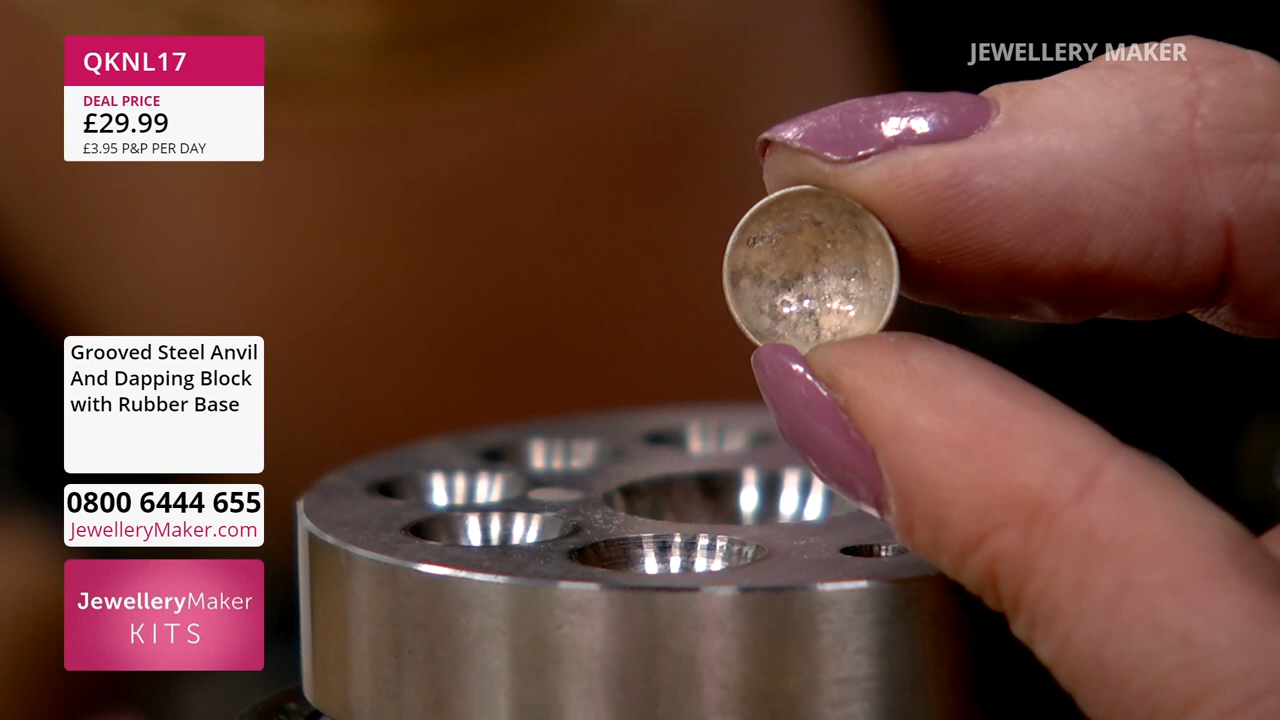 QKNL17
DEAL PRICE
£29.99
£3.95 P&P PER DAY
Grooved Steel Anvil
And Dapping Block
with Rubber Base
0800 6444 655
JewelleryMaker.com
JewelleryMaker
KITS
JEWELLERY MAKER